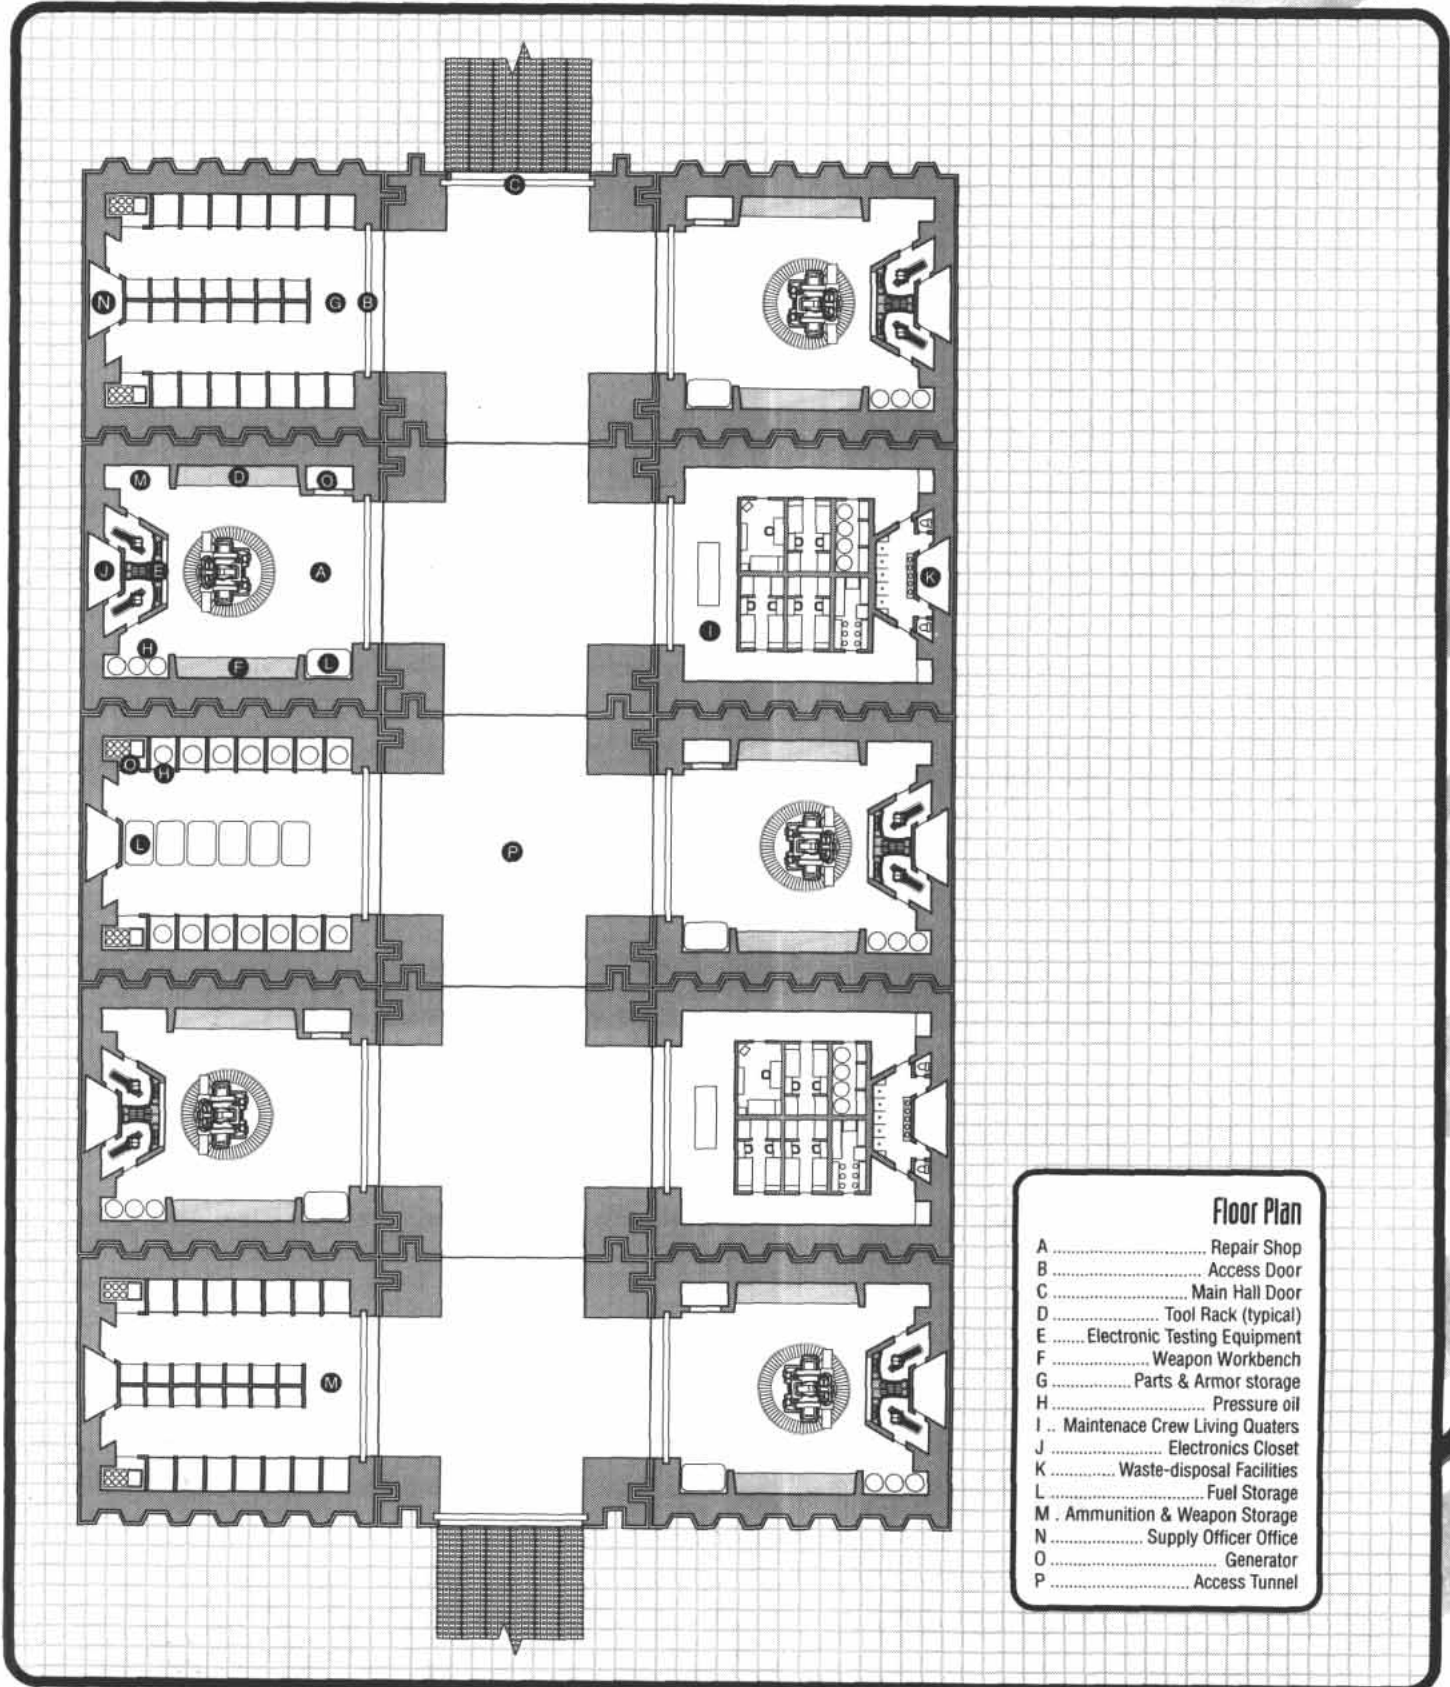 C
N
G
B
M
D
O
J
E
A
K
H
F
L
I
O
H
L
P
M
Floor Plan
A ............................ Repair Shop
B ........................... Access Door
C ........................ Main Hall Door
D ................... Tool Rack (typical)
E ...... Electronic Testing Equipment
F ................. Weapon Workbench
G .............. Parts & Armor storage
H ........................... Pressure oil
I .. Maintenace Crew Living Quaters
J .................... Electronics Closet
K ............ Waste-disposal Facilities
L ........................... Fuel Storage
M . Ammunition & Weapon Storage
N ................ Supply Officer Office
O ............................... Generator
P ........................ Access Tunnel